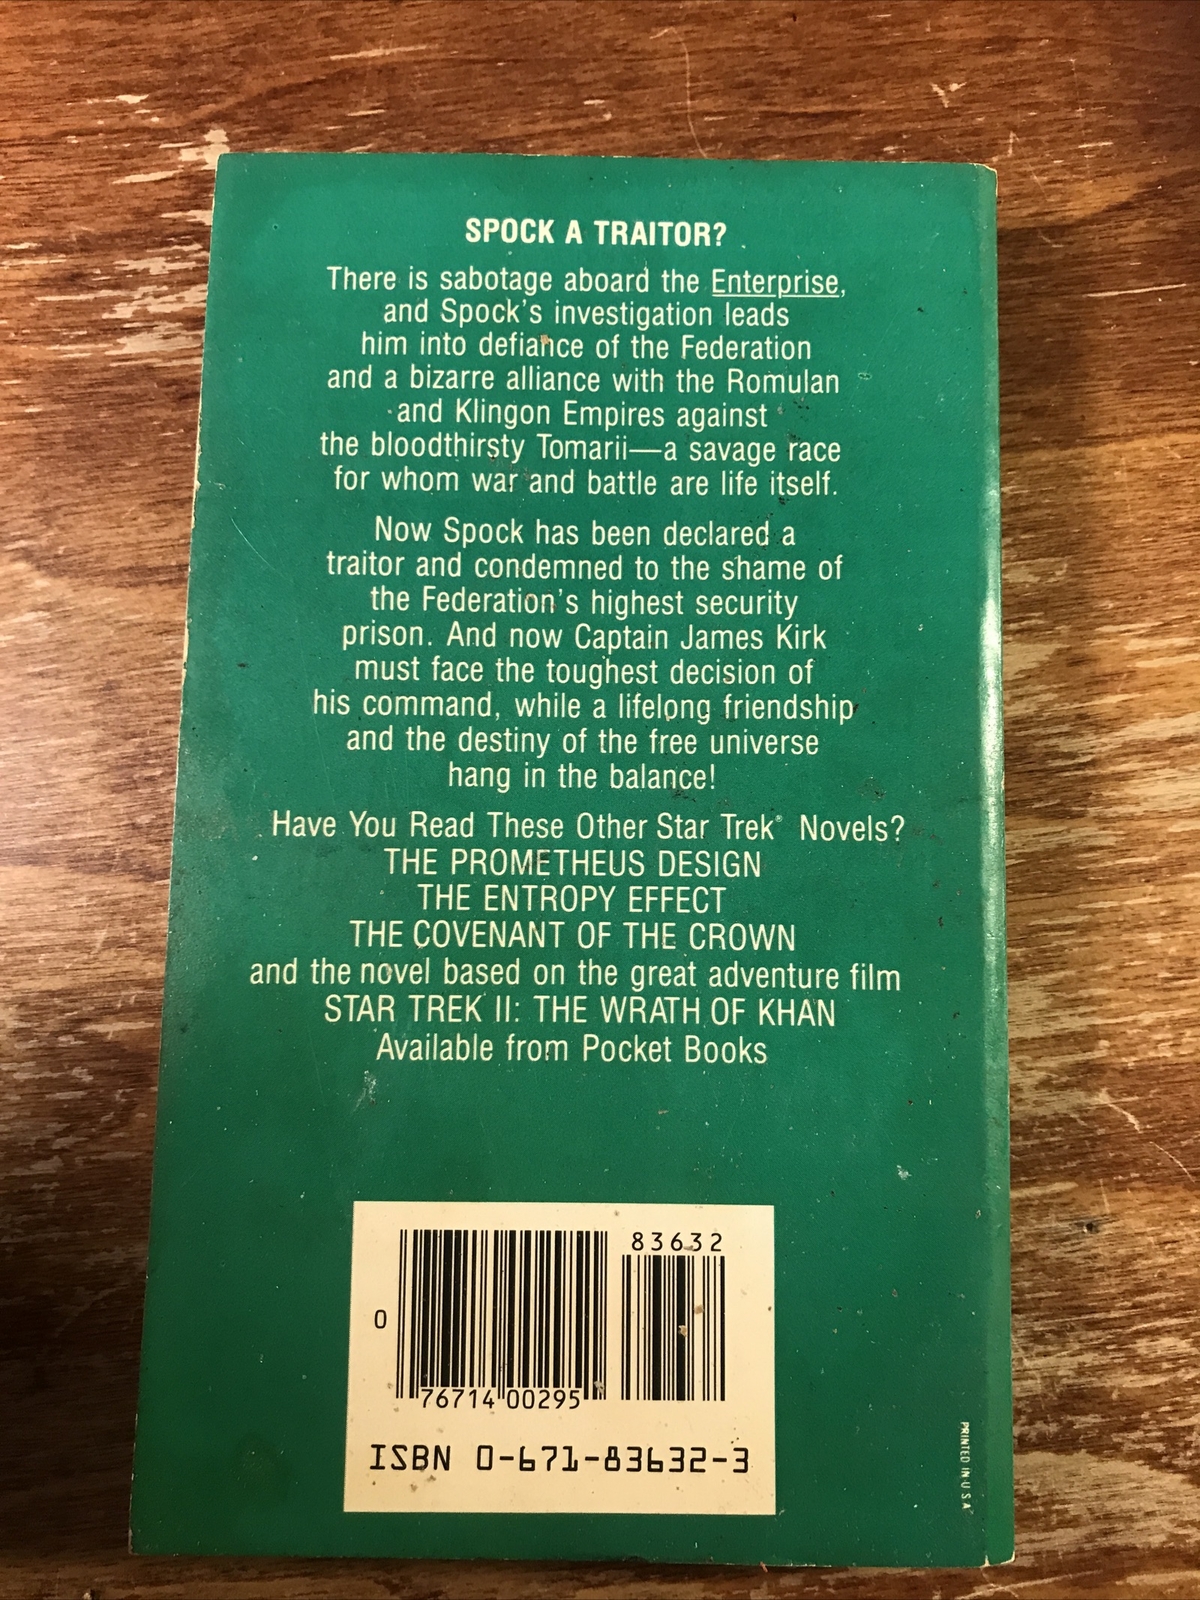 SPOCK A TRAITOR?
There is sabotage aboard the Enterprise,
and Spock's investigation leads
him into defiance of the Federation
and a bizarre alliance with the Romulan
and Klingon Empires against
the bloodthirsty Tomarii—a savage race
for whom war and battle are life itself.
Now Spock has been declared a
traitor and condemned to the shame of
the Federation's highest security
prison. And now Captain James Kirk
must face the toughest decision of
his command, while a lifelong friendship
and the destiny of the free universe
hang in the balance!
Have You Read These Other Star Trek® Novels?
THE PROMETHEUS DESIGN
THE ENTROPY EFFECT
THE COVENANT OF THE CROWN
and the novel based on the great adventure film
STAR TREK II: THE WRATH OF KHAN
Available from Pocket Books
83632
0
76714 00295
ISBN 0-671-83632-3
PRINTED IN U.S.A.